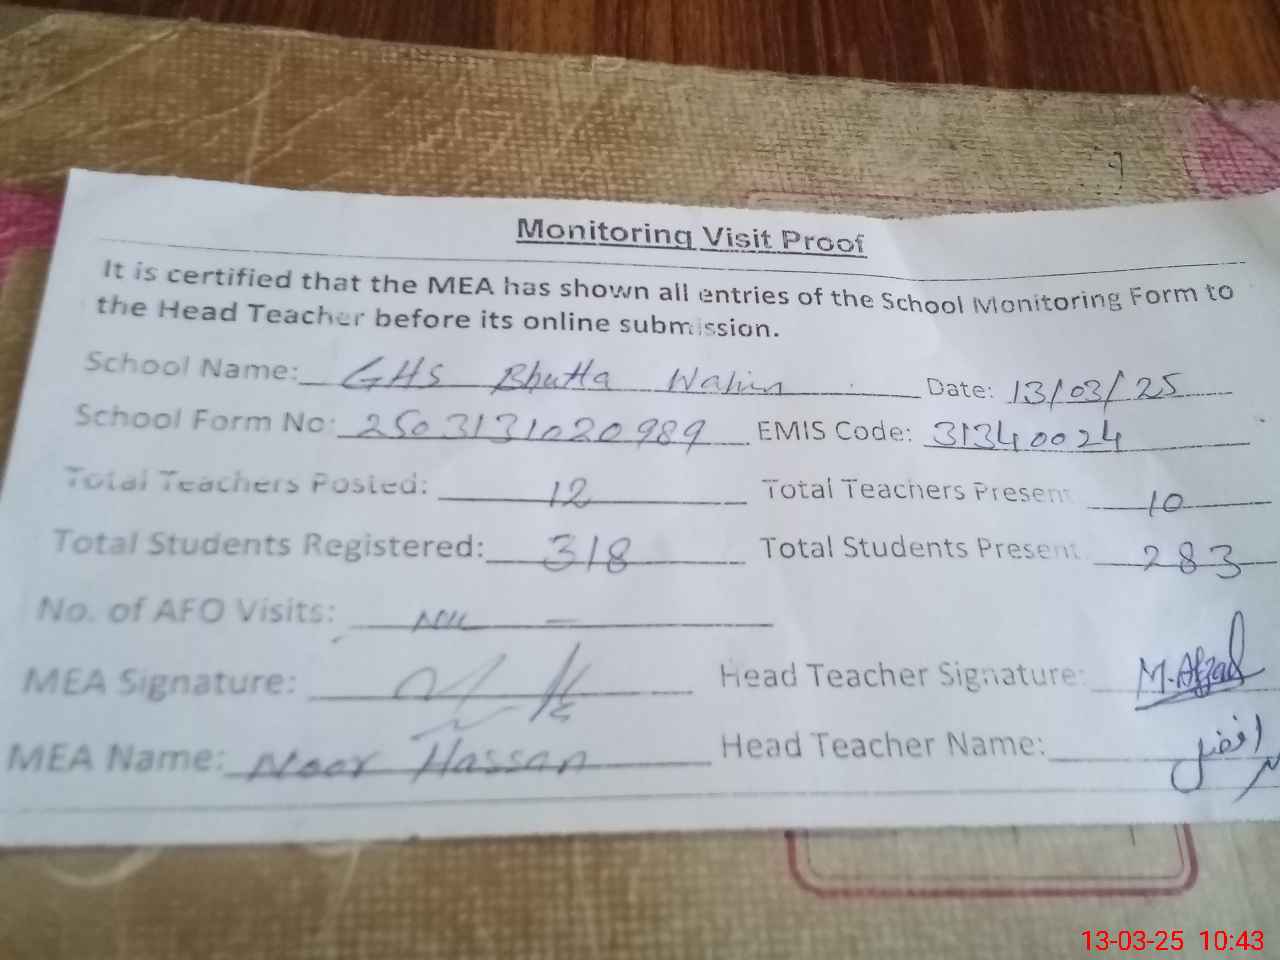 Monitoring Visit Proof
It is certified that the MEA has shown all entries of the School Monitoring Form to
the Head Teacher before its online submission.
School Name: GHS Bhutta Wahin Date: 13/03/25
School Form No: 2503131020989 EMIS Code: 31340024
Total Teachers Posted: 12 Total Teachers Present 10
Total Students Registered: 318 Total Students Present 283
No. of AFO Visits: Nil
MEA Signature: Head Teacher Signature: M. Afzal
MEA Name: Noor Hassan Head Teacher Name: افضل
13-03-25 10:43